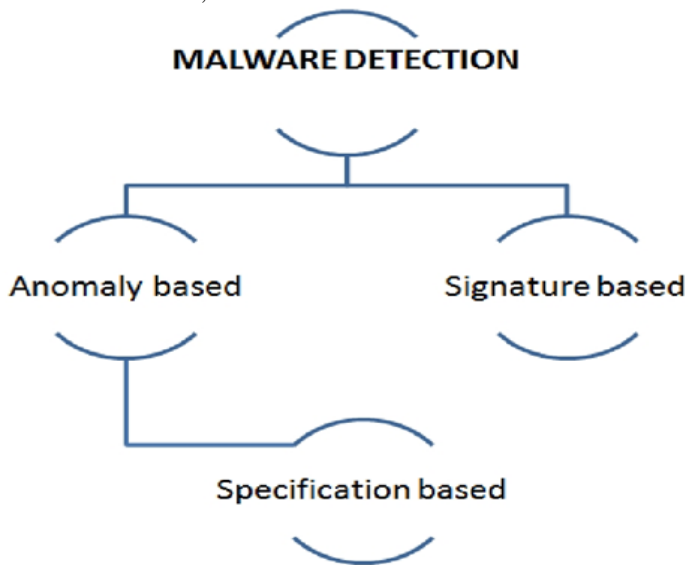 MALWARE DETECTION
Anomaly based
Signature based
Specification based